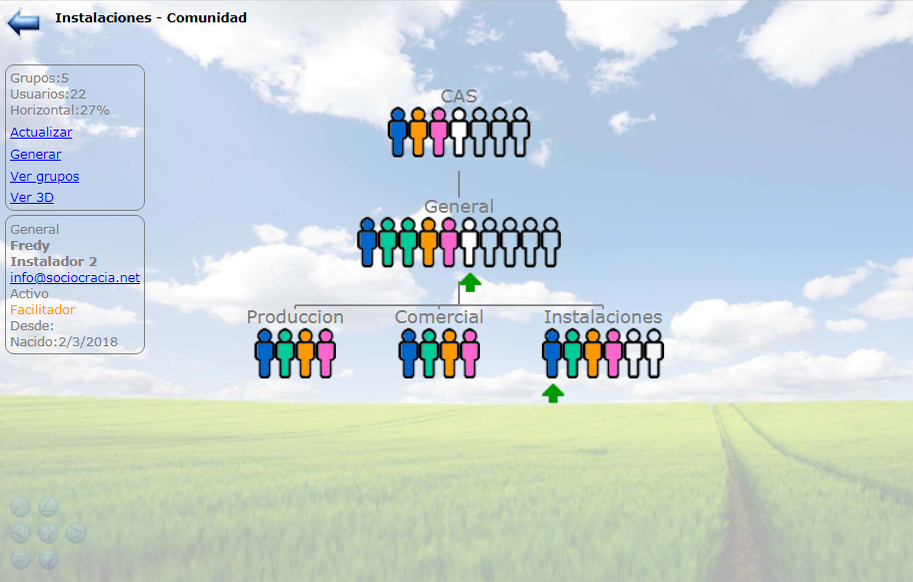 Instalaciones - Comunidad
Grupos:5
Usuarios:22
Horizontal:27%
Actualizar
Generar
Ver grupos
Ver 3D
General
Fredy
Instalador 2
info@sociocracia.net
Activo
Facilitador
Desde:
Nacido:2/3/2018
CAS
General
Produccion
Comercial
Instalaciones